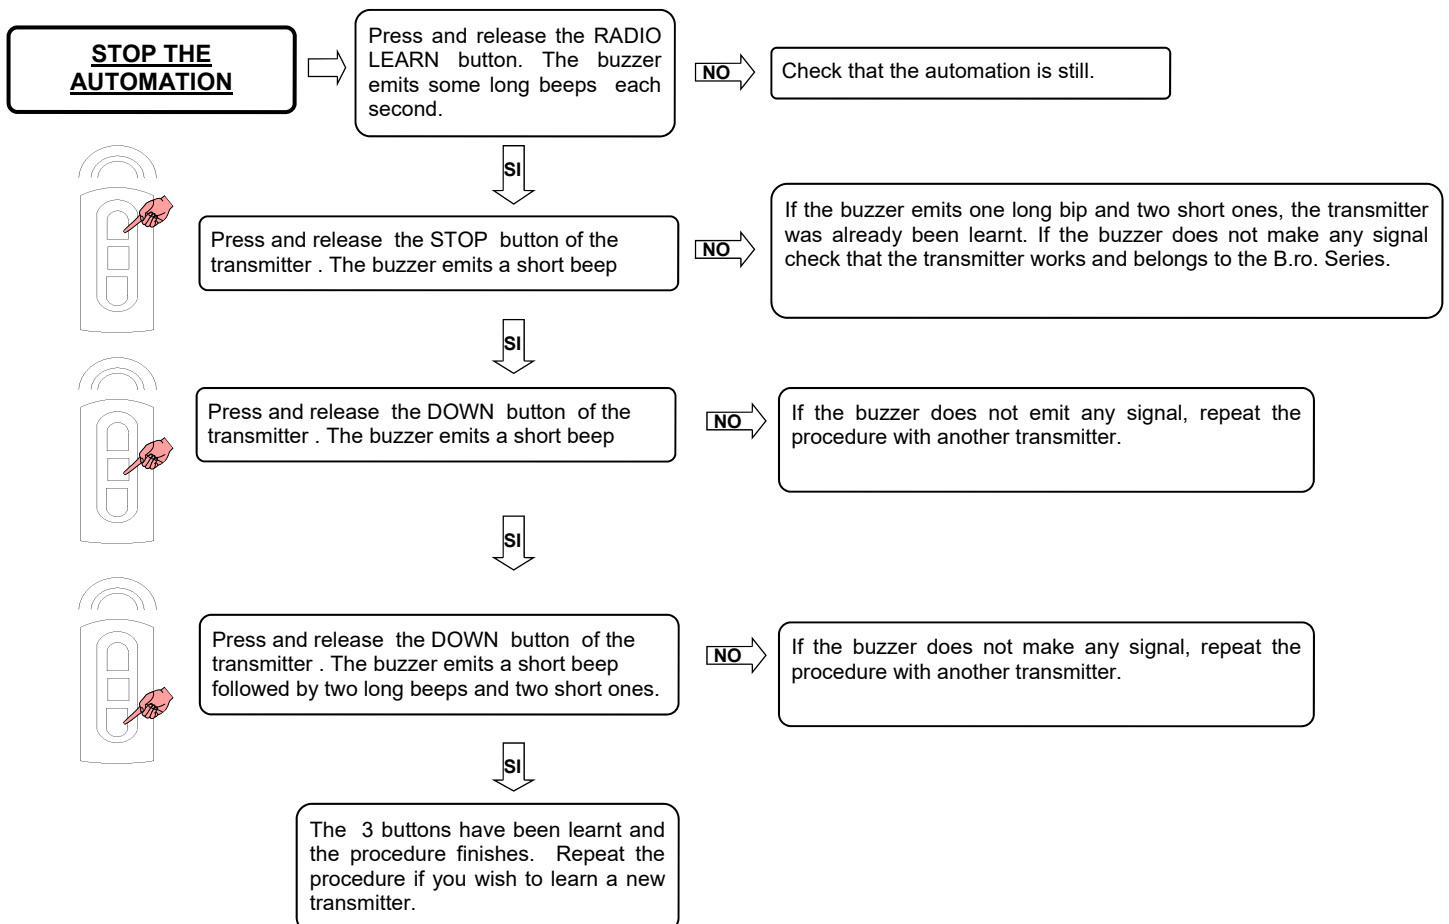 STOP THE
AUTOMATION
Press and release the RADIO
LEARN button. The buzzer
emits some long beeps each
second.
NO
Check that the automation is still.
SI
Press and release the STOP button of the
transmitter . The buzzer emits a short beep
NO
If the buzzer emits one long bip and two short ones, the transmitter
was already been learnt. If the buzzer does not make any signal
check that the transmitter works and belongs to the B.ro. Series.
SI
Press and release the DOWN button of the
transmitter . The buzzer emits a short beep
NO
If the buzzer does not emit any signal, repeat the
procedure with another transmitter.
SI
Press and release the DOWN button of the
transmitter . The buzzer emits a short beep
followed by two long beeps and two short ones.
NO
If the buzzer does not make any signal, repeat the
procedure with another transmitter.
SI
The 3 buttons have been learnt and
the procedure finishes. Repeat the
procedure if you wish to learn a new
transmitter.